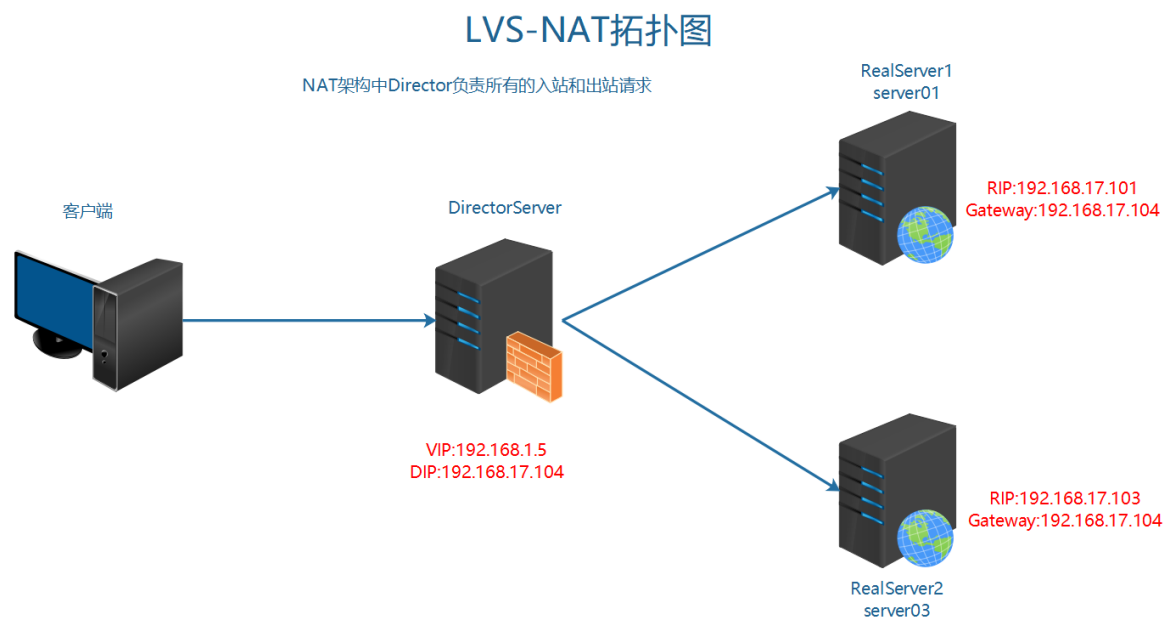 LVS-NAT拓扑图
NAT架构中Director负责所有的入站和出站请求
RealServer1
server01
RIP:192.168.17.101
Gateway:192.168.17.104
客户端
DirectorServer
VIP:192.168.1.5
DIP:192.168.17.104
RIP:192.168.17.103
Gateway:192.168.17.104
RealServer2
server03